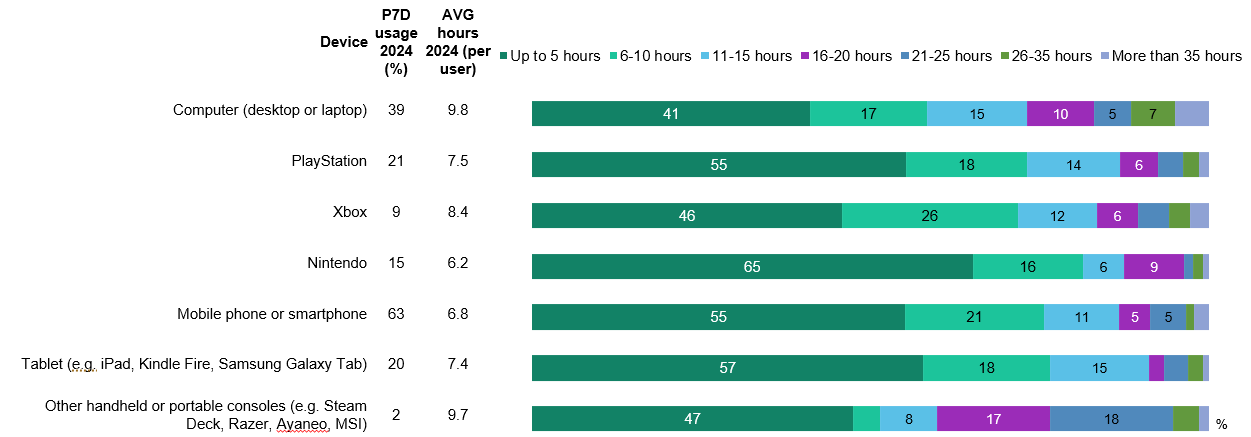 Device
P7D
usage
2024
(%)
AVG
hours
2024 (per
user)
Up to 5 hours 6-10 hours 11-15 hours 16-20 hours 21-25 hours 26-35 hours More than 35 hours
Computer (desktop or laptop) 39 9.8 41 17 15 10 5 7
PlayStation 21 7.5 55 18 14 6
Xbox 9 8.4 46 26 12 6
Nintendo 15 6.2 65 16 6 9
Mobile phone or smartphone 63 6.8 55 21 11 5 5
Tablet (e.g. iPad, Kindle Fire, Samsung Galaxy Tab) 20 7.4 57 18 15
Other handheld or portable consoles (e.g. Steam
Deck, Razer, Ayaneo, MSI) 2 9.7 47 8 17 18 %